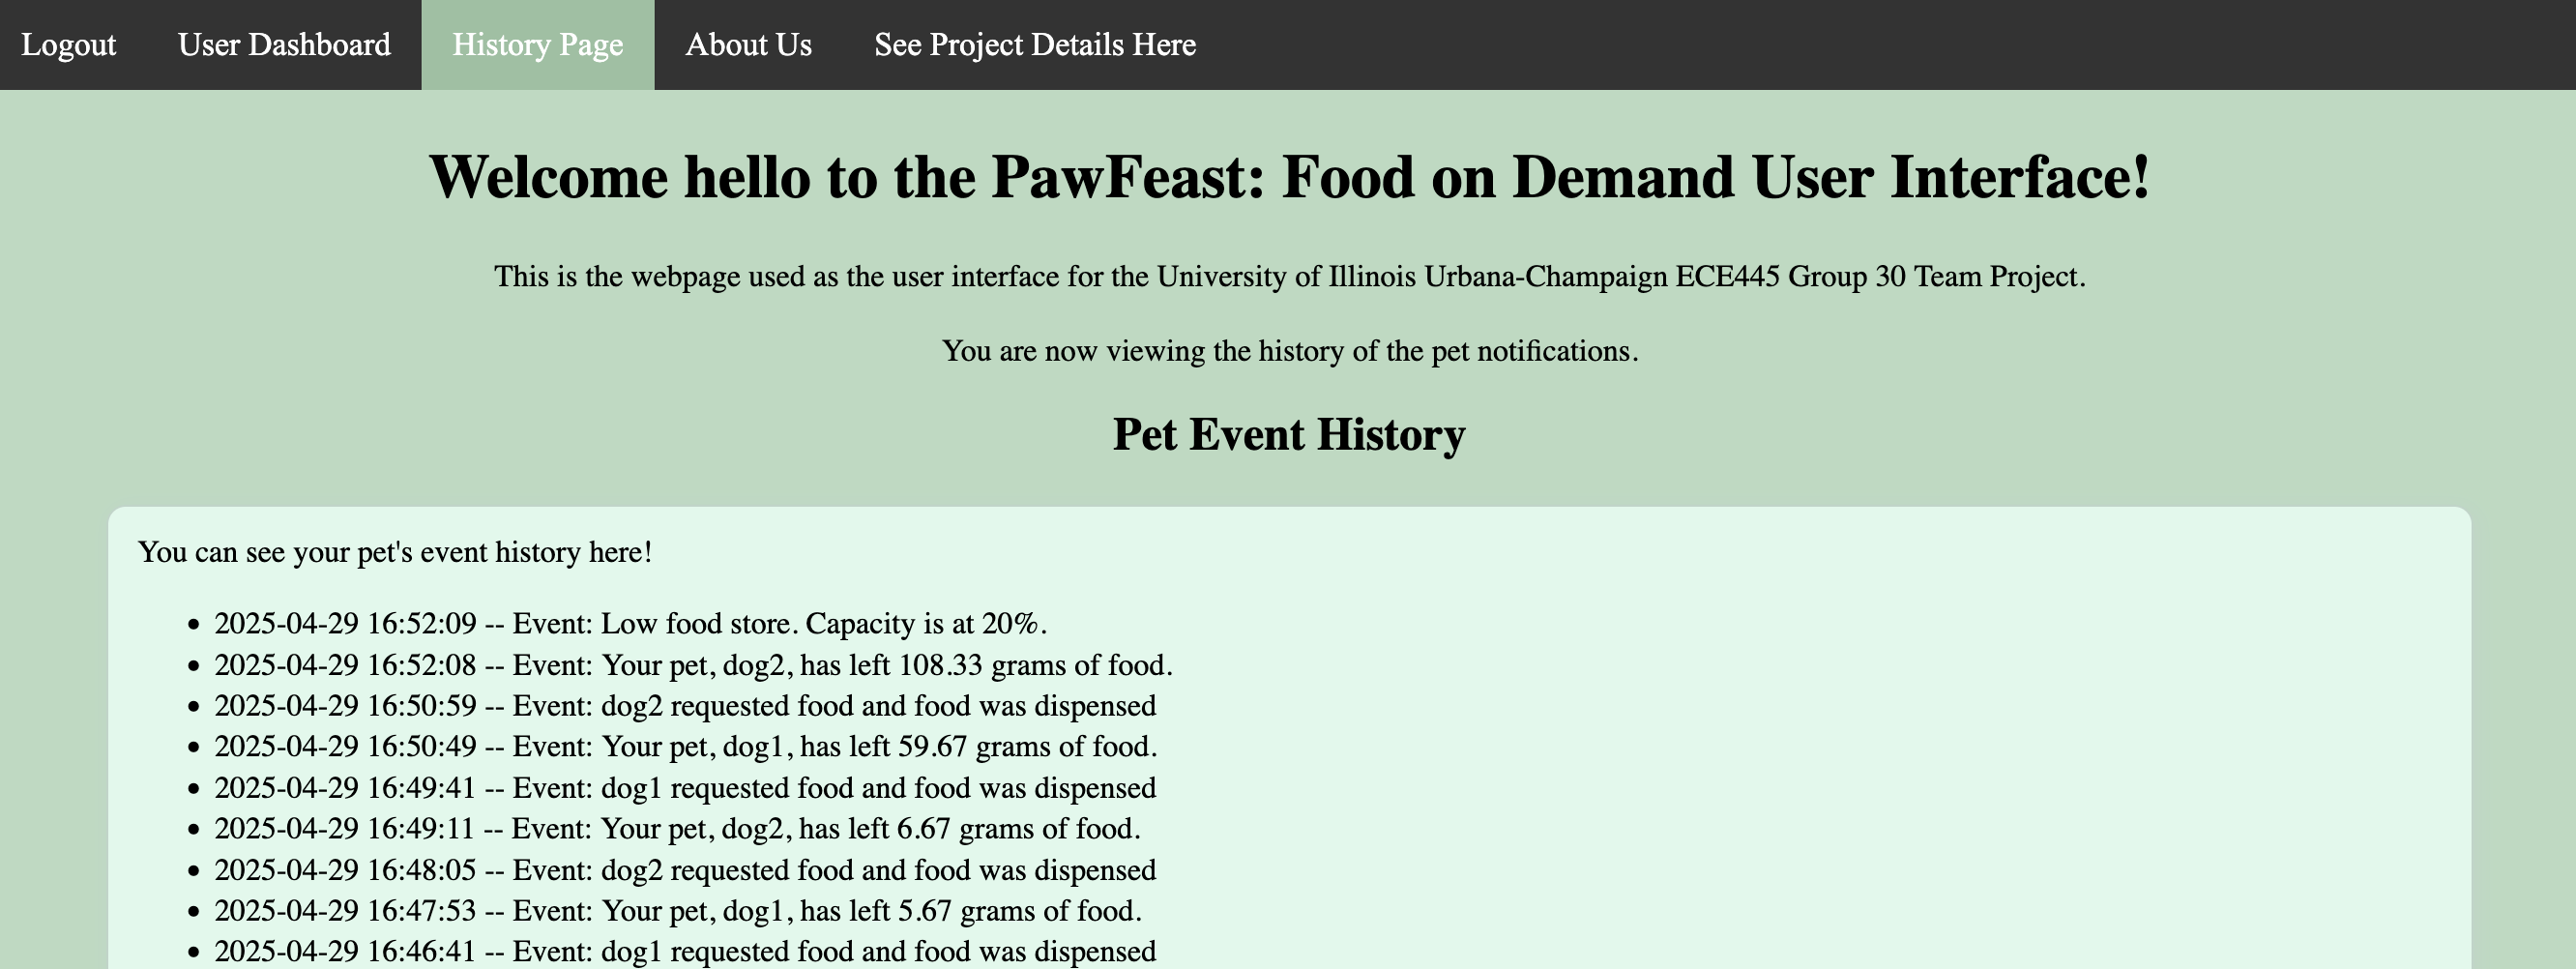 Logout User Dashboard History Page About Us See Project Details Here
Welcome hello to the PawFeast: Food on Demand User Interface!
This is the webpage used as the user interface for the University of Illinois Urbana-Champaign ECE445 Group 30 Team Project.
You are now viewing the history of the pet notifications.
Pet Event History
You can see your pet's event history here!
• 2025-04-29 16:52:09 -- Event: Low food store. Capacity is at 20%.
• 2025-04-29 16:52:08 -- Event: Your pet, dog2, has left 108.33 grams of food.
• 2025-04-29 16:50:59 -- Event: dog2 requested food and food was dispensed
• 2025-04-29 16:50:49 -- Event: Your pet, dog1, has left 59.67 grams of food.
• 2025-04-29 16:49:41 -- Event: dog1 requested food and food was dispensed
• 2025-04-29 16:49:11 -- Event: Your pet, dog2, has left 6.67 grams of food.
• 2025-04-29 16:48:05 -- Event: dog2 requested food and food was dispensed
• 2025-04-29 16:47:53 -- Event: Your pet, dog1, has left 5.67 grams of food.
• 2025-04-29 16:46:41 -- Event: dog1 requested food and food was dispensed